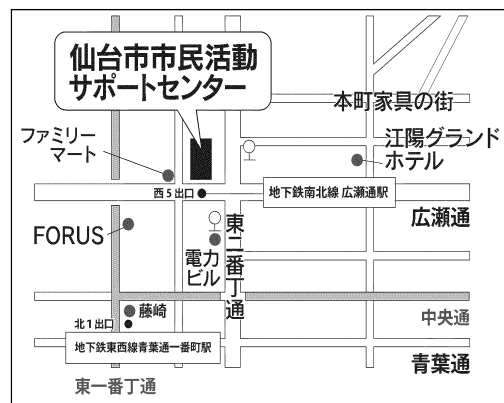 仙台市市民活動
サポートセンター
本町家具の街
ファミリー
マート
江陽グランド
ホテル
西5出口
地下鉄南北線 広瀬通駅
広瀬通
FORUS
東二番丁通
電力
ビル
藤崎
中央通
北1出口
地下鉄東西線青葉通一番町駅
青葉通
東一番丁通